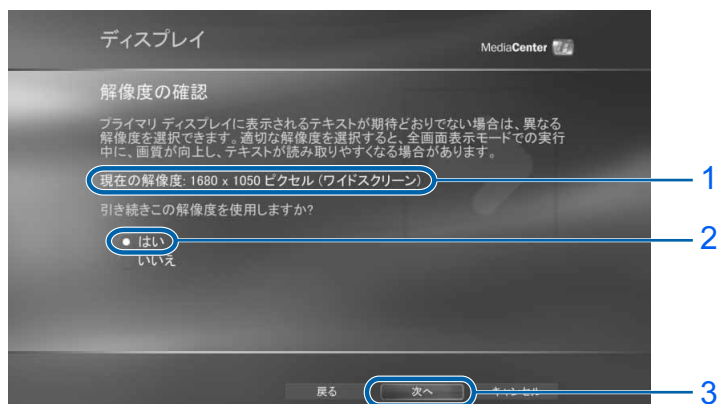 ディスプレイ
MediaCenter
解像度の確認
プライマリ ディスプレイに表示されるテキストが期待どおりでない場合は、異なる
解像度を選択できます。適切な解像度を選択すると、全画面表示モードでの実行
中に、画質が向上し、テキストが読み取りやすくなる場合があります。
現在の解像度: 1680 x 1050 ピクセル (ワイドスクリーン)
1
引き続きこの解像度を使用しますか?
はい
2
いいえ
戻る
次へ
キャンセル
3